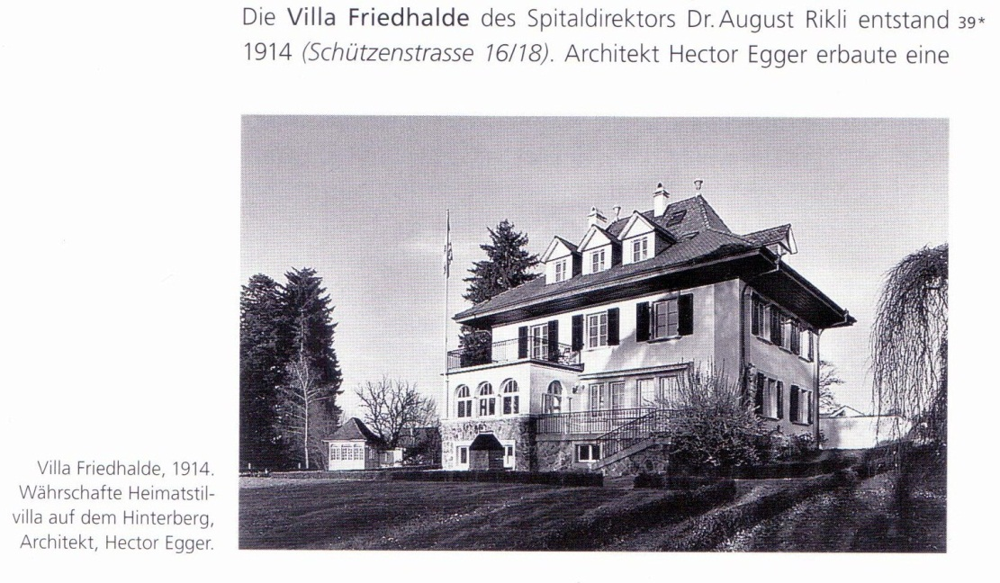 Die Villa Friedhalde des Spitaldirektors Dr. August Rikli entstand 39*
1914 (Schützenstrasse 16/18). Architekt Hector Egger erbaute eine
Villa Friedhalde, 1914.
Währschafte Heimatstil-
villa auf dem Hinterberg,
Architekt, Hector Egger.